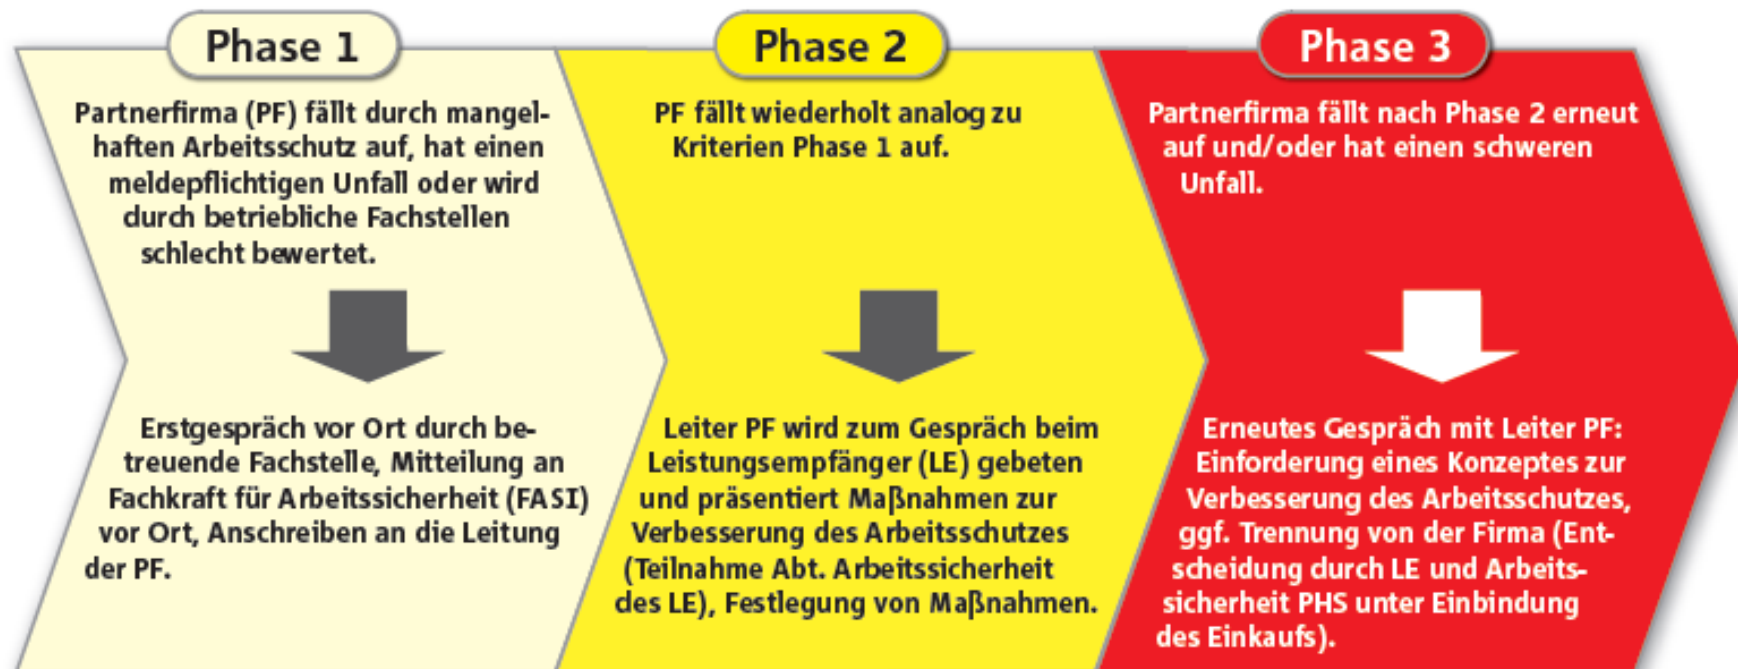 Phase 1
Partnerfirma (PF) fällt durch mangel-
haften Arbeitsschutz auf, hat einen
meldepflichtigen Unfall oder wird
durch betriebliche Fachstellen
schlecht bewertet.
Erstgespräch vor Ort durch be-
treuende Fachstelle, Mitteilung an
Fachkraft für Arbeitssicherheit (FASI)
vor Ort, Anschreiben an die Leitung
der PF.
Phase 2
PF fällt wiederholt analog zu
Kriterien Phase 1 auf.
Leiter PF wird zum Gespräch beim
Leistungsempfänger (LE) gebeten
und präsentiert Maßnahmen zur
Verbesserung des Arbeitsschutzes
(Teilnahme Abt. Arbeitssicherheit
des LE), Festlegung von Maßnahmen.
Phase 3
Partnerfirma fällt nach Phase 2 erneut
auf und/oder hat einen schweren
Unfall.
Erneutes Gespräch mit Leiter PF:
Einforderung eines Konzeptes zur
Verbesserung des Arbeitsschutzes,
ggf. Trennung von der Firma (Ent-
scheidung durch LE und Arbeits-
sicherheit PHS unter Einbindung
des Einkaufs).